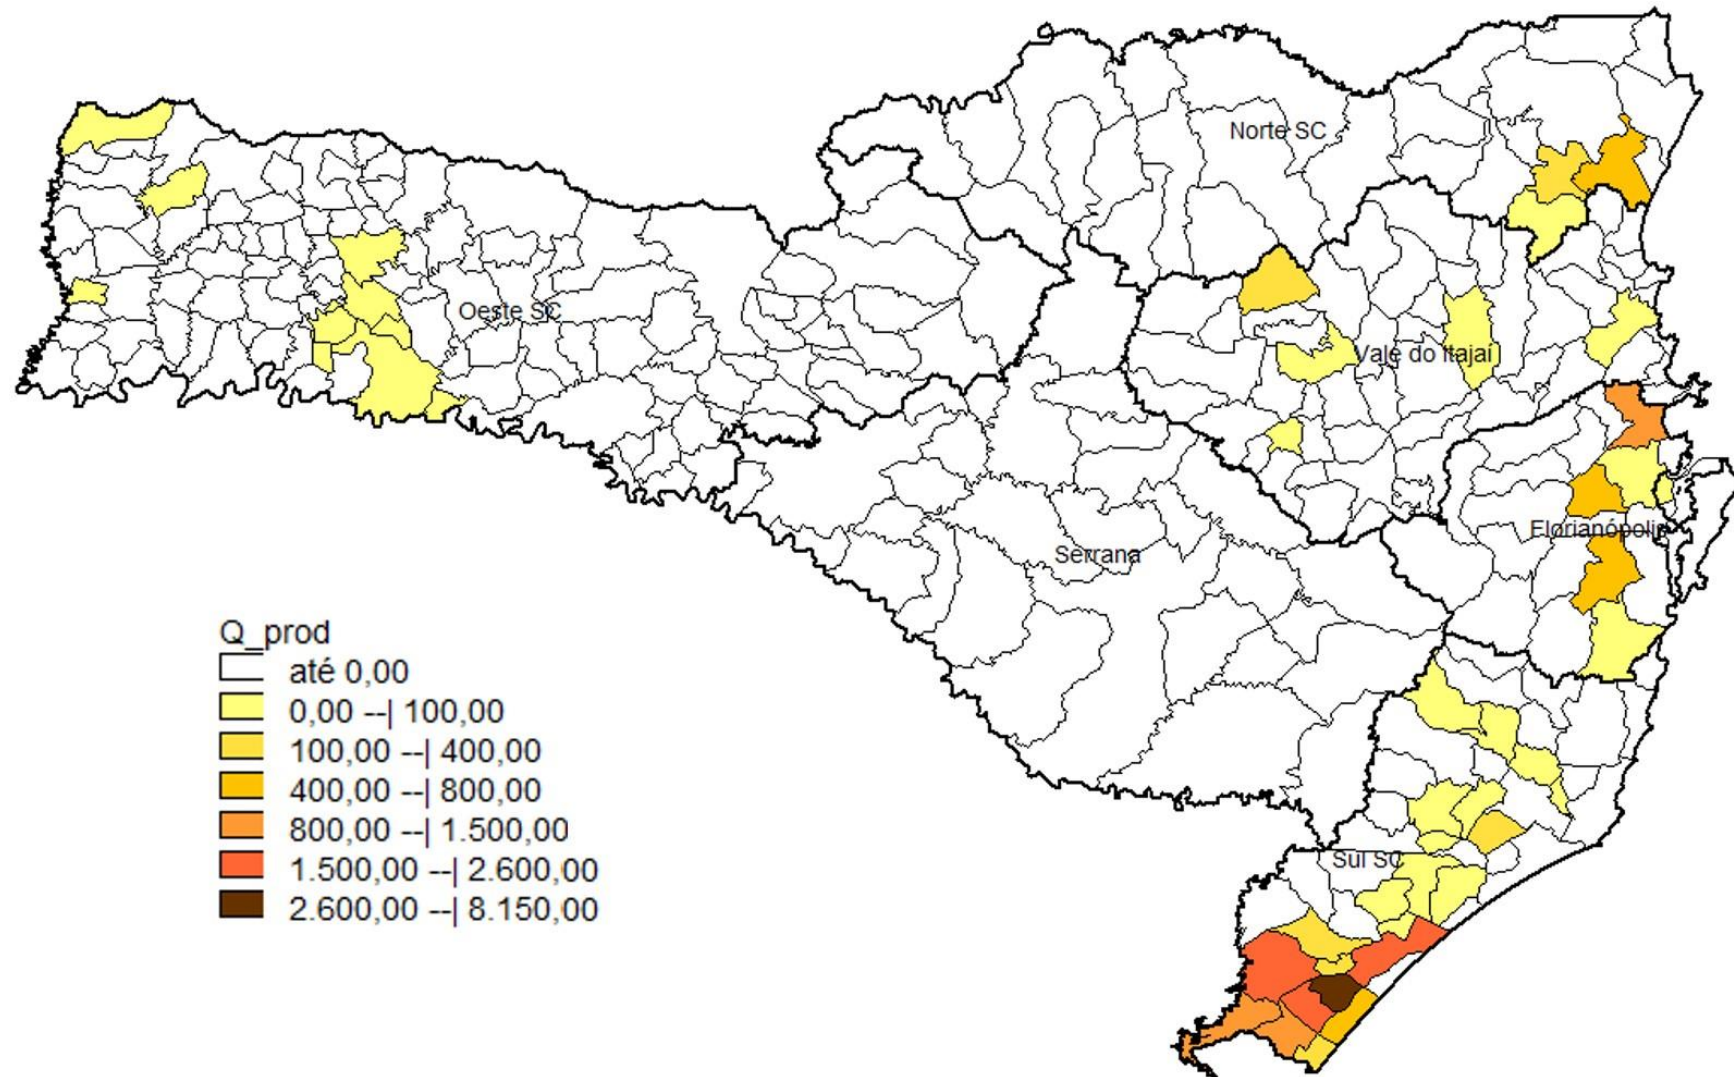 Norte SC
Oeste SC
Vale do Itajaí
Florianópolis
Serrana
Q_prod
até 0,00
0,00 --| 100,00
100,00 --| 400,00
400,00 --| 800,00
800,00 --| 1.500,00
1.500,00 --| 2.600,00
2.600,00 --| 8.150,00
Sul SC